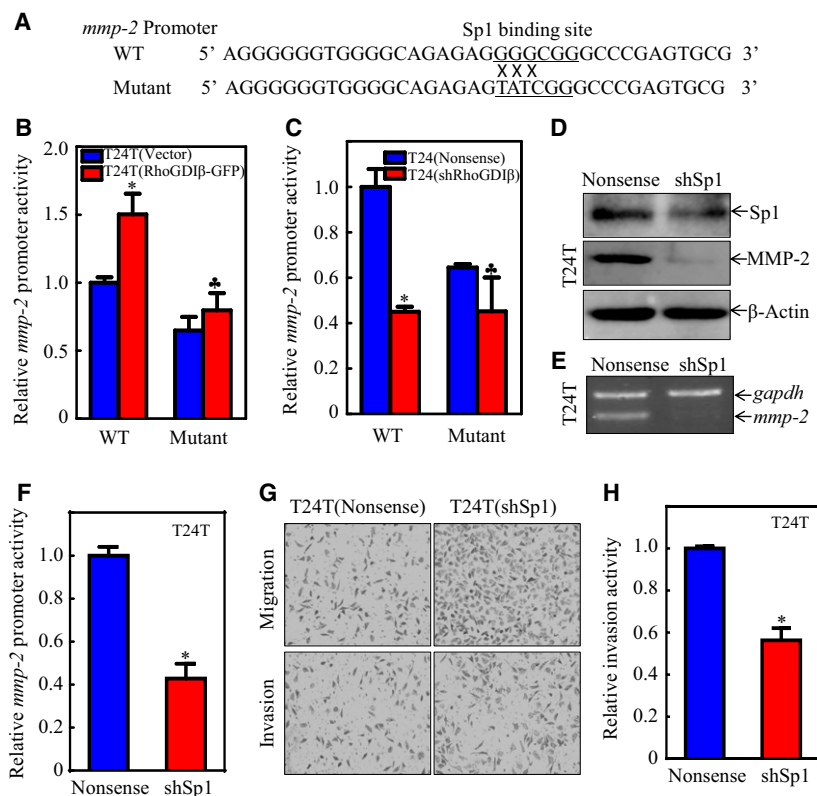 A
mmp-2 Promoter
Sp1 binding site
WT 5’ AGGGGGGTGGGGCAGAGAGGGGCGGGCCCGAGTGCG 3’
XXX
Mutant 5’ AGGGGGGTGGGGCAGAGAGTATCGGGCCCGAGTGCG 3’
B
Relative mmp-2 promoter activity
2.0
1.5
1.0
0.5
0
T24T(Vector)
T24T(RhoGDIβ-GFP)
*
♣
WT Mutant
C
Relative mmp-2 promoter activity
1.0
0.8
0.6
0.4
0.2
0
T24(Nonsense)
T24(shRhoGDIβ)
*
♣
WT Mutant
D
Nonsense shSp1
T24T
Sp1
MMP-2
β-Actin
E
Nonsense shSp1
T24T
gapdh
mmp-2
F
Relative mmp-2 promoter activity
T24T
1.0
0.8
0.6
0.4
0.2
0
*
Nonsense shSp1
G
T24T(Nonsense) T24T(shSp1)
Migration
Invasion
H
Relative invasion activity
T24T
1.0
0.8
0.6
0.4
0.2
0
*
Nonsense shSp1